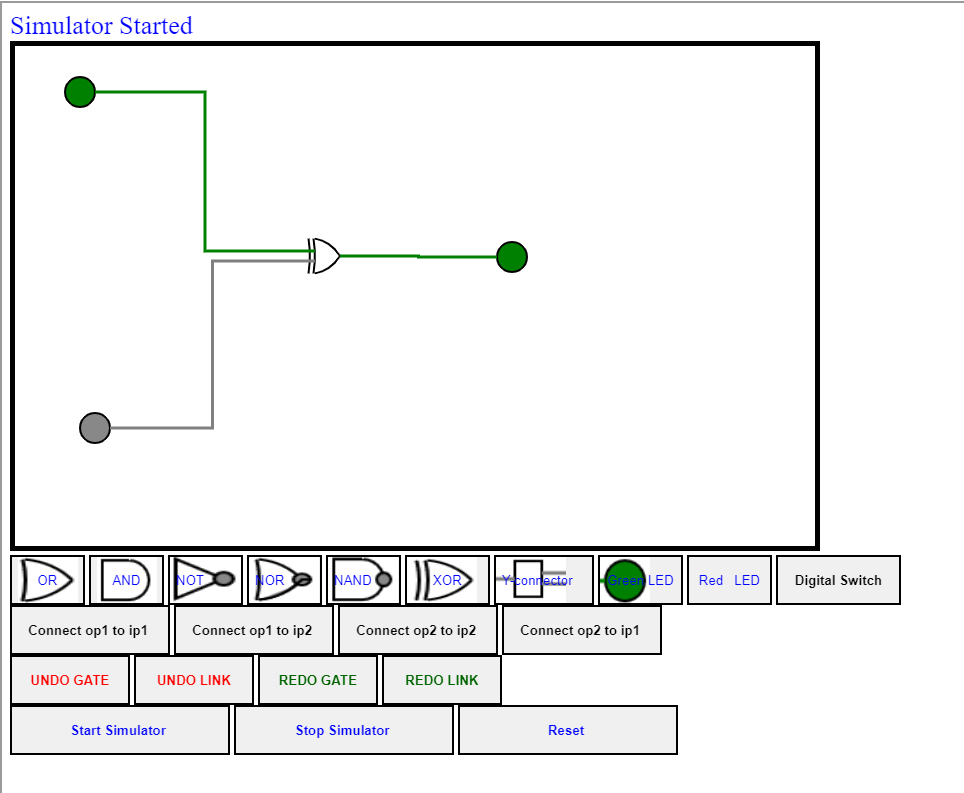 Simulator Started
OR AND NOT NOR NAND XOR Y-connector Green LED Red LED Digital Switch
Connect op1 to ip1 Connect op1 to ip2 Connect op2 to ip2 Connect op2 to ip1
UNDO GATE UNDO LINK REDO GATE REDO LINK
Start Simulator Stop Simulator Reset